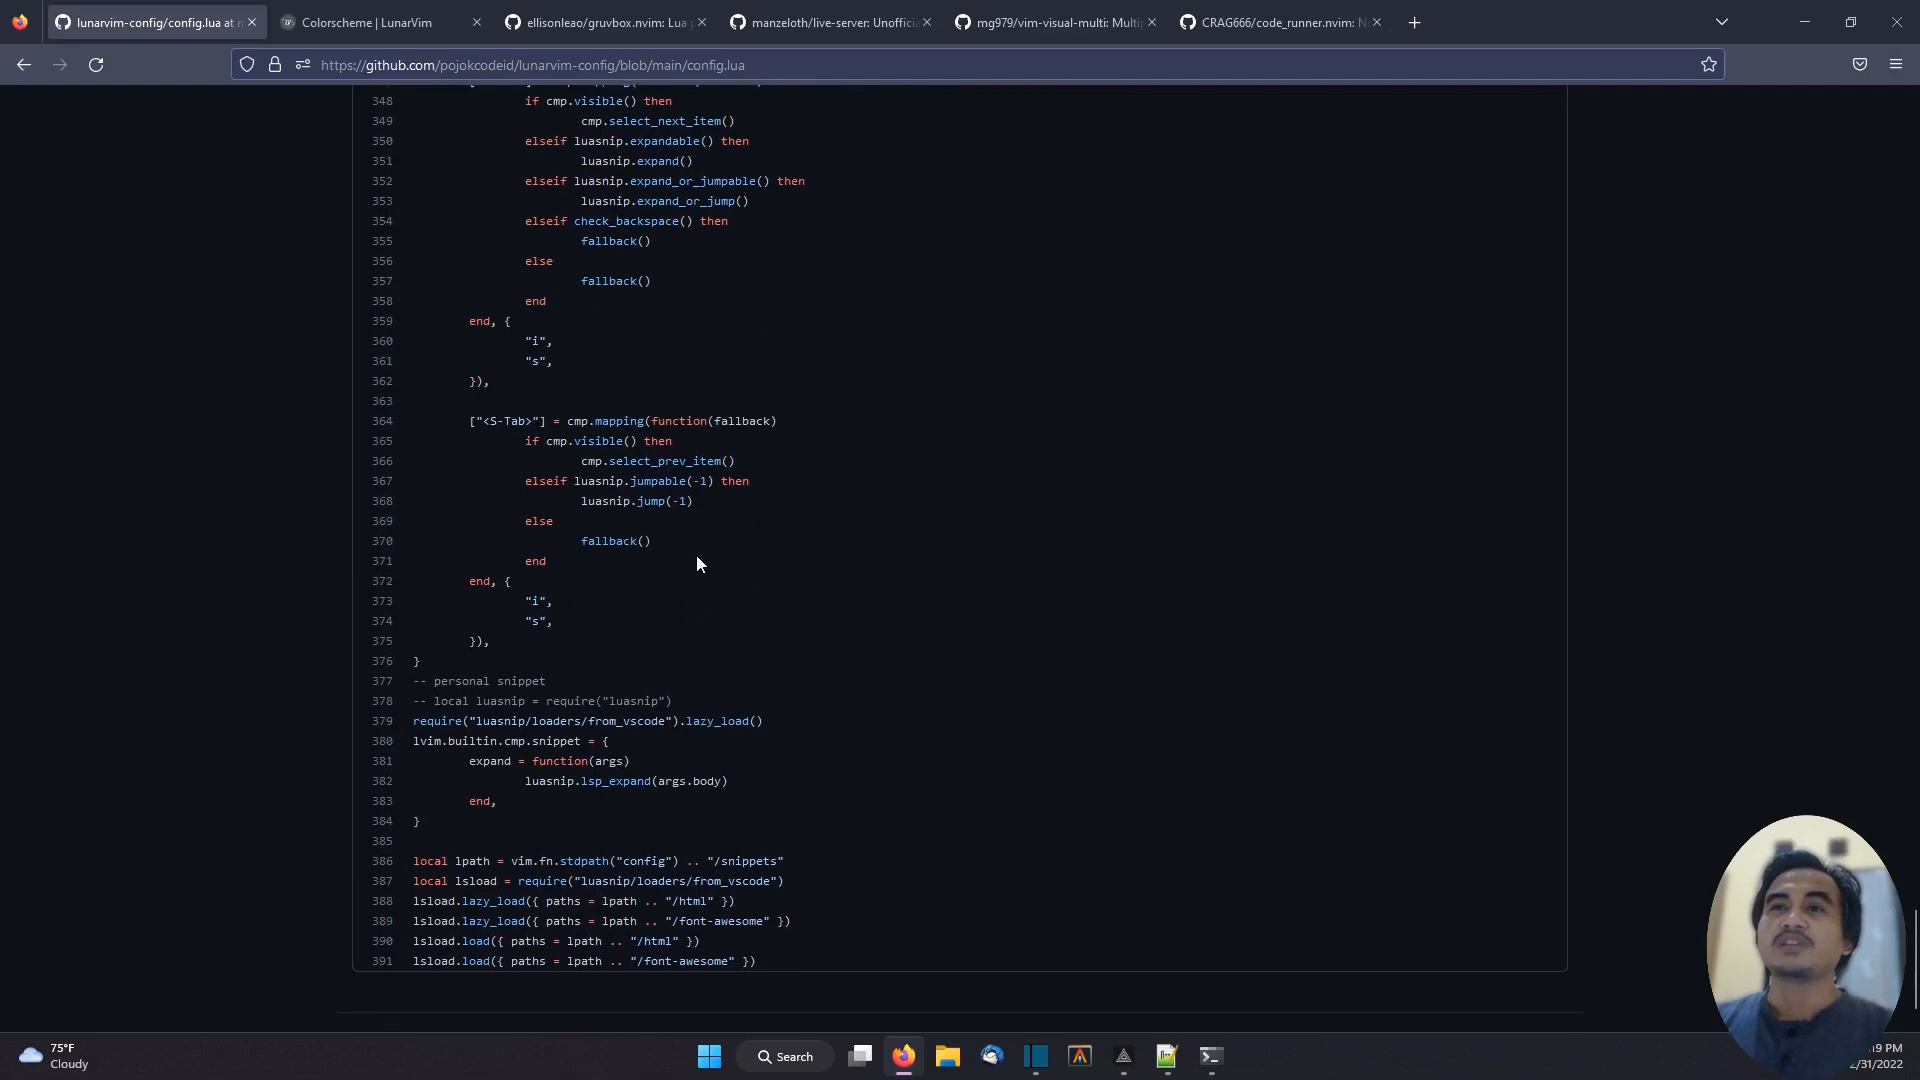 lunarvim-config/config.lua at n
Colorscheme | LunarVim
ellisonleao/gruvbox.nvim: Lua p
manzeloth/live-server: Unofficia
mg979/vim-visual-multi: Multip
CRAG666/code_runner.nvim: N
https://github.com/pojokcodeid/lunarvim-config/blob/main/config.lua
348 if cmp.visible() then
349 cmp.select_next_item()
350 elseif luasnip.expandable() then
351 luasnip.expand()
352 elseif luasnip.expand_or_jumpable() then
353 luasnip.expand_or_jump()
354 elseif check_backspace() then
355 fallback()
356 else
357 fallback()
358 end
359 end, {
360 "i",
361 "s",
362 }),
363
364 ["<S-Tab>"] = cmp.mapping(function(fallback)
365 if cmp.visible() then
366 cmp.select_prev_item()
367 elseif luasnip.jumpable(-1) then
368 luasnip.jump(-1)
369 else
370 fallback()
371 end
372 end, {
373 "i",
374 "s",
375 }),
376 }
377 -- personal snippet
378 -- local luasnip = require("luasnip")
379 require("luasnip/loaders/from_vscode").lazy_load()
380 lvim.builtin.cmp.snippet = {
381 expand = function(args)
382 luasnip.lsp_expand(args.body)
383 end,
384 }
385
386 local lpath = vim.fn.stdpath("config") .. "/snippets"
387 local lsload = require("luasnip/loaders/from_vscode")
388 lsload.lazy_load({ paths = lpath .. "/html" })
389 lsload.lazy_load({ paths = lpath .. "/font-awesome" })
390 lsload.load({ paths = lpath .. "/html" })
391 lsload.load({ paths = lpath .. "/font-awesome" })
75°F
Cloudy
Search
19 PM
2/31/2022